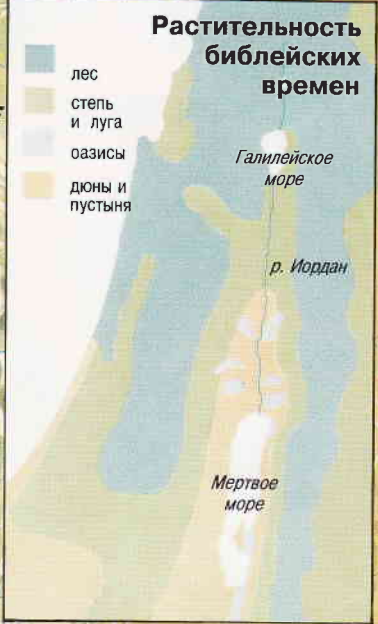 Растительность
библейских
времен
лес
степь
и луга
оазисы
дюны и
пустыня
Галилейское
море
р. Иордан
Мертвое
море